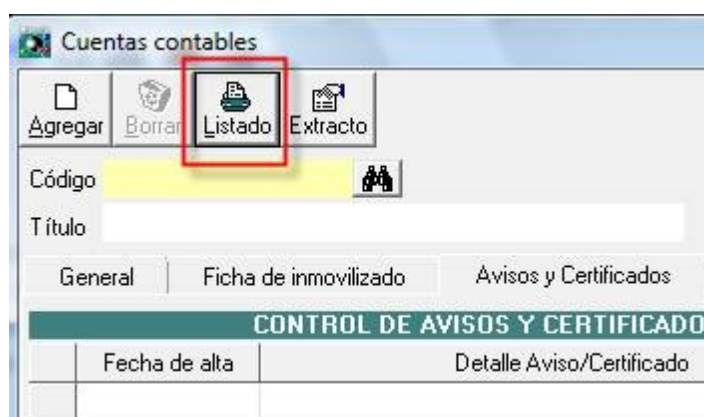 Cuentas contables
Agregar Borrar Listado Extracto
Código
Título
General Ficha de inmovilizado Avisos y Certificados
CONTROL DE AVISOS Y CERTIFICADO
Fecha de alta Detalle Aviso/Certificado